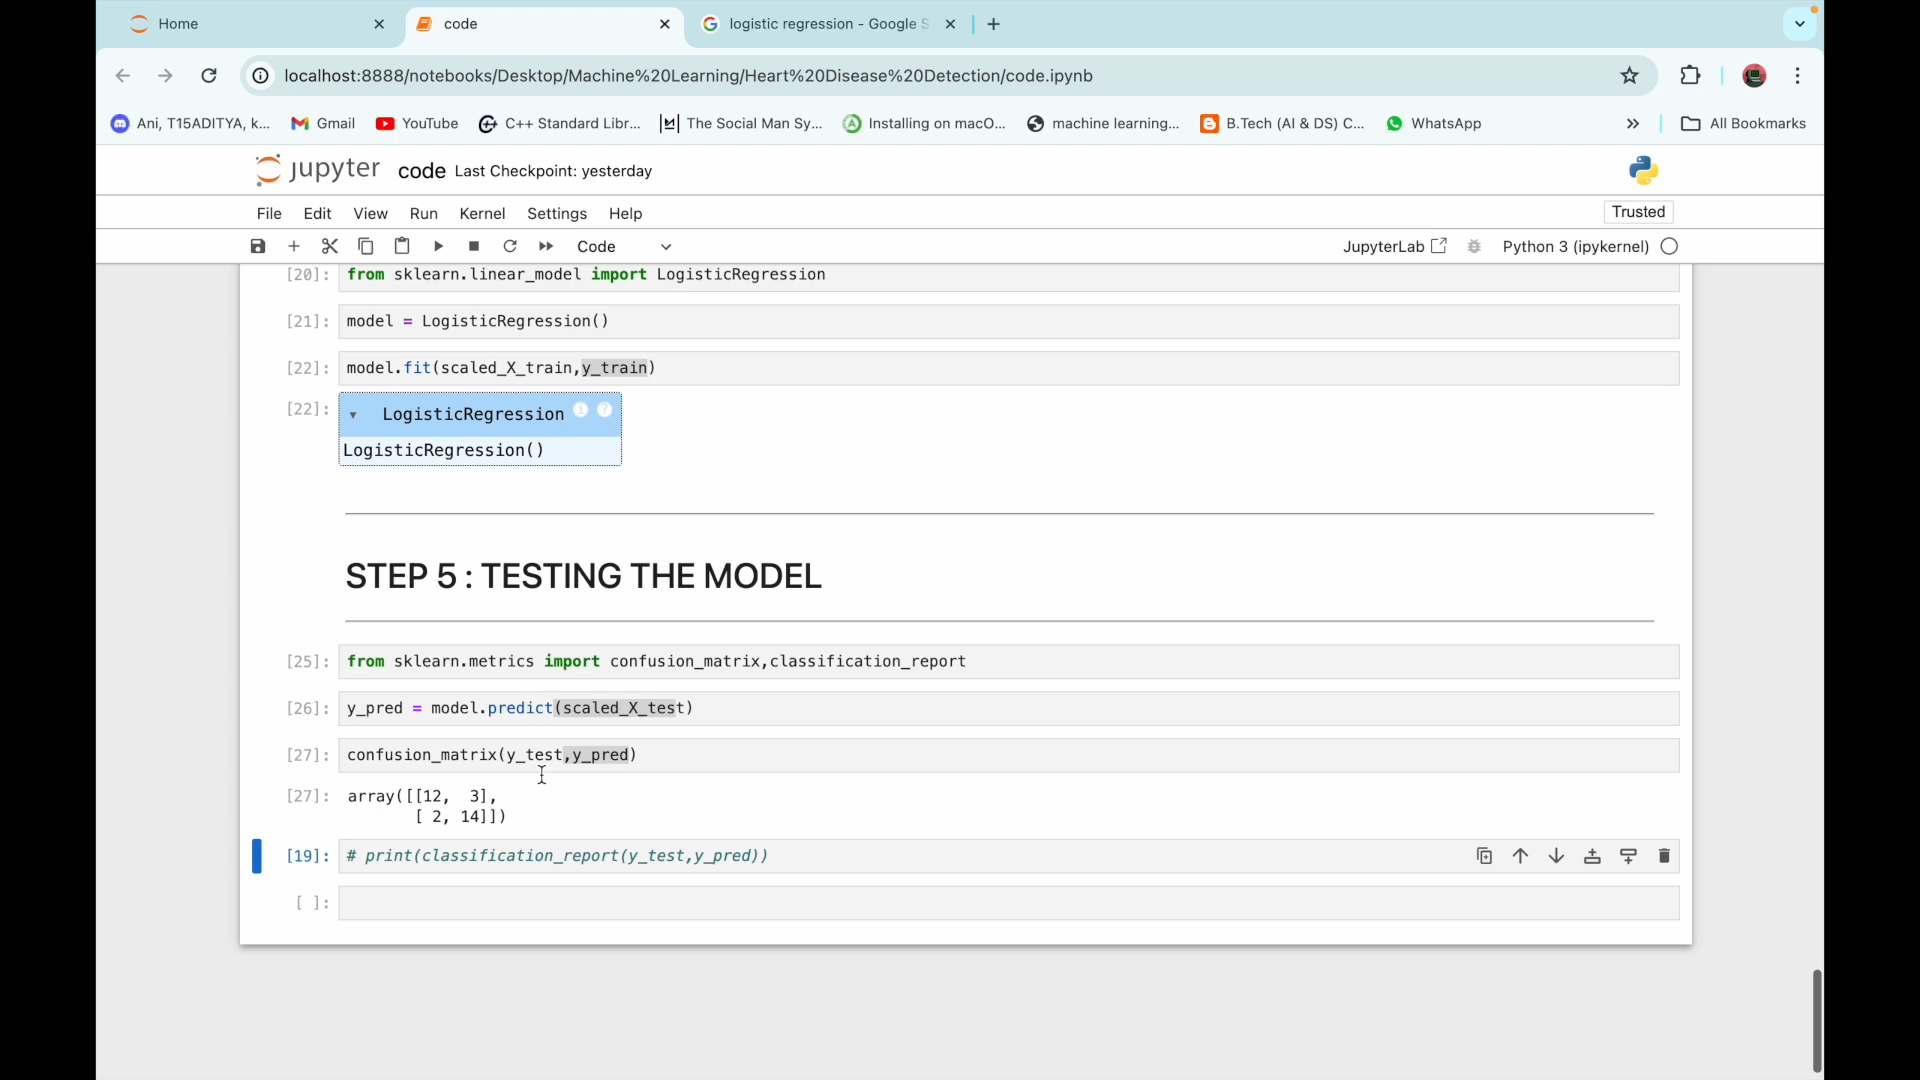 Home
code
logistic regression - Google S
localhost:8888/notebooks/Desktop/Machine%20Learning/Heart%20Disease%20Detection/code.ipynb
Ani, T15ADITYA, k...
Gmail
YouTube
C++ Standard Libr...
The Social Man Sy...
Installing on macO...
machine learning...
B.Tech (AI & DS) C...
WhatsApp
All Bookmarks
jupyter code Last Checkpoint: yesterday
File Edit View Run Kernel Settings Help
Trusted
Code
JupyterLab
Python 3 (ipykernel)
[20]: from sklearn.linear_model import LogisticRegression
[21]: model = LogisticRegression()
[22]: model.fit(scaled_X_train,y_train)
[22]: LogisticRegression i ?
LogisticRegression()
STEP 5 : TESTING THE MODEL
[25]: from sklearn.metrics import confusion_matrix,classification_report
[26]: y_pred = model.predict(scaled_X_test)
[27]: confusion_matrix(y_test,y_pred)
[27]: array([[12,  3],
[ 2, 14]])
[19]: # print(classification_report(y_test,y_pred))
[ ]: